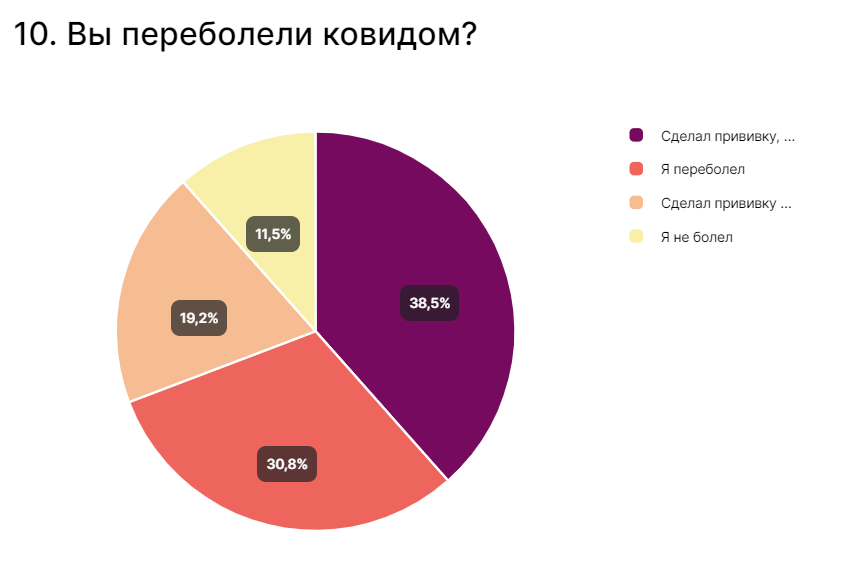 10. Вы переболели ковидом?
Сделал прививку, ...
Я переболел
Сделал прививку ...
Я не болел
11,5%
38,5%
19,2%
30,8%